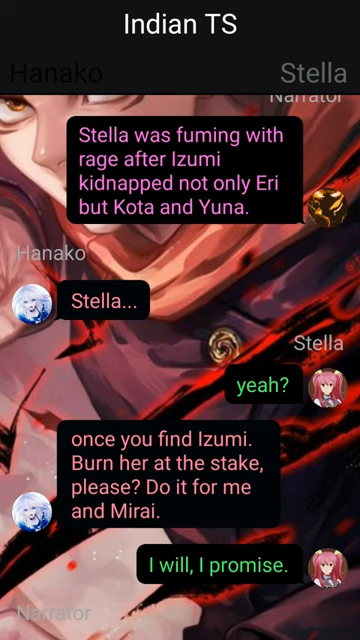 Indian TS
Hanako
Stella
Narrator
Stella was fuming with
rage after Izumi
kidnapped not only Eri
but Kota and Yuna.
Hanako
Stella...
Stella
yeah?
once you find Izumi.
Burn her at the stake,
please? Do it for me
and Mirai.
I will, I promise.
Narrator